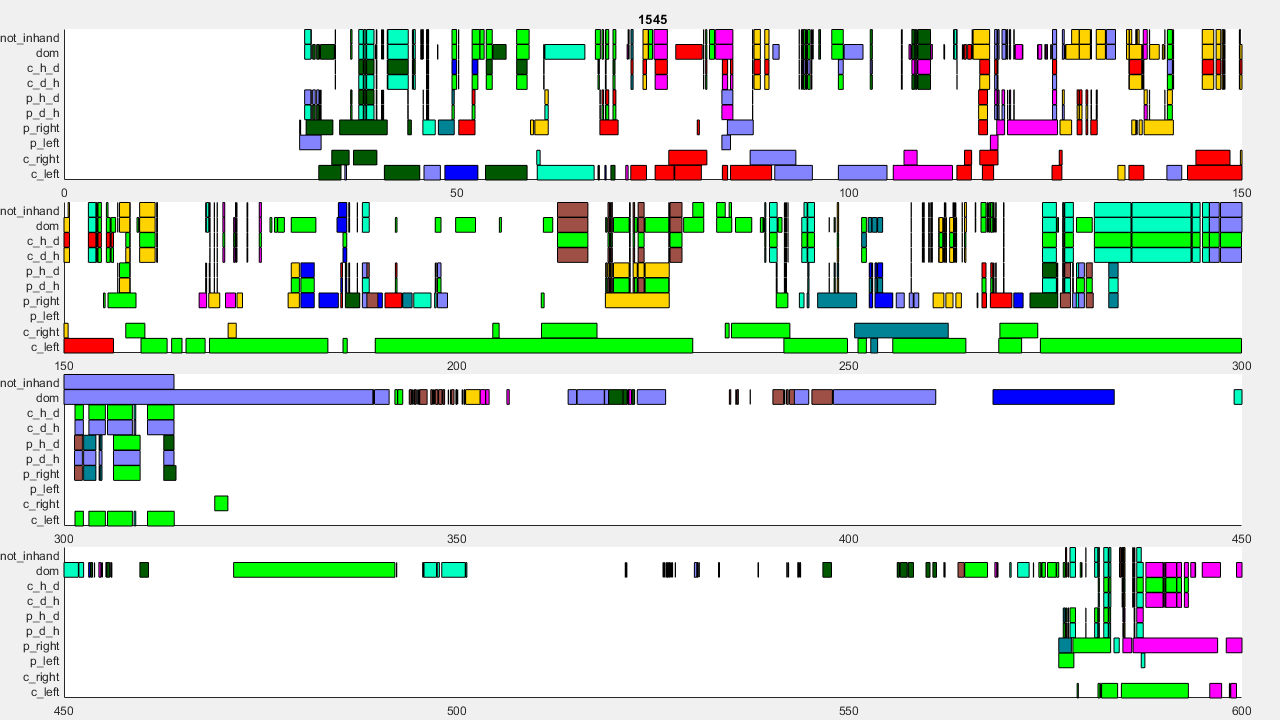 1545
not_inhand
dom
c_h_d
c_d_h
p_h_d
p_d_h
p_right
p_left
c_right
c_left
0 50 100 150
not_inhand
dom
c_h_d
c_d_h
p_h_d
p_d_h
p_right
p_left
c_right
c_left
150 200 250 300
not_inhand
dom
c_h_d
c_d_h
p_h_d
p_d_h
p_right
p_left
c_right
c_left
300 350 400 450
not_inhand
dom
c_h_d
c_d_h
p_h_d
p_d_h
p_right
p_left
c_right
c_left
450 500 550 600